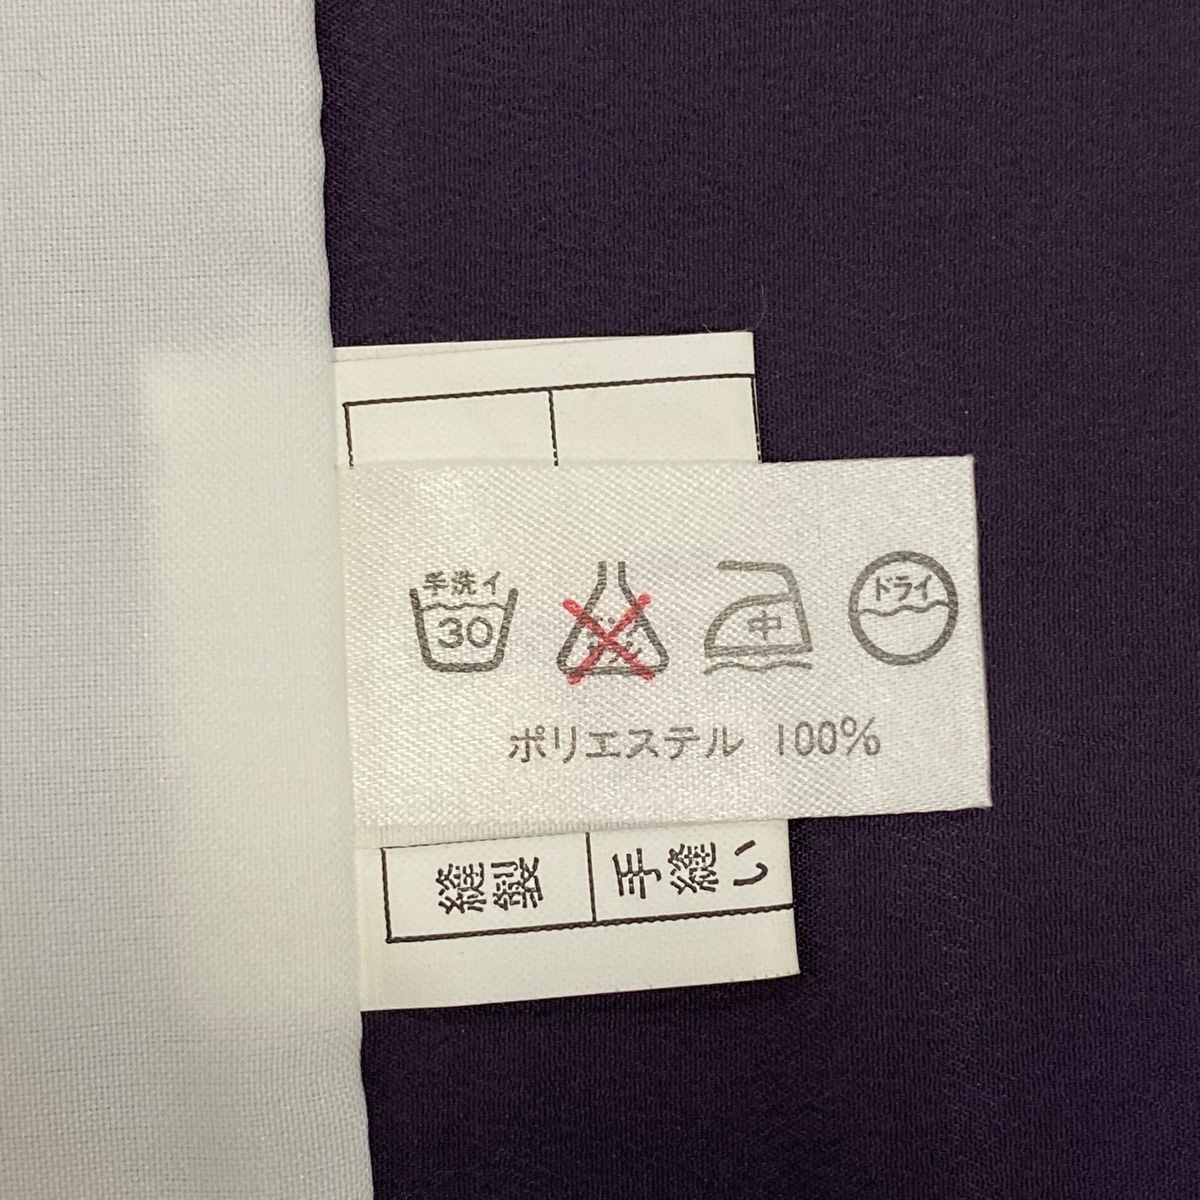 手洗イ
30
中
ドライ
ポリエステル 100%
縫製
手縫い